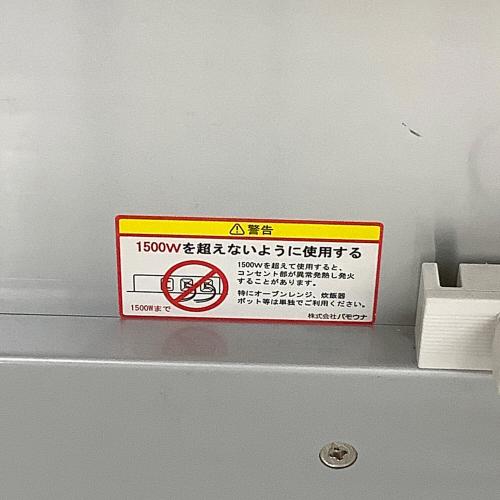 ⚠警告
1500Wを超えないように使用する
1500Wを超えて使用すると、
コンセント部が異常発熱し発火
することがあります。
特にオーブンレンジ、炊飯器
ポット等は単独でご利用ください。
1500Wまで
株式会社パモウナ